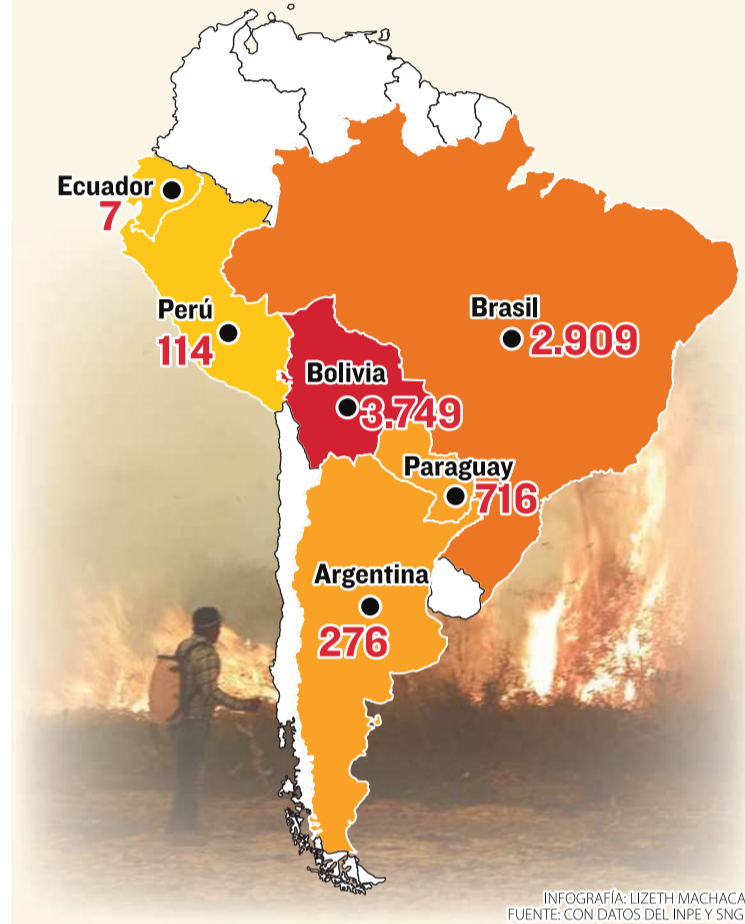 Ecuador
7
Perú
114
Brasil
2.909
Bolivia
3.749
Paraguay
716
Argentina
276
INFOGRAFÍA: LIZETH MACHACA
FUENTE: CON DATOS DEL INPE Y SNG